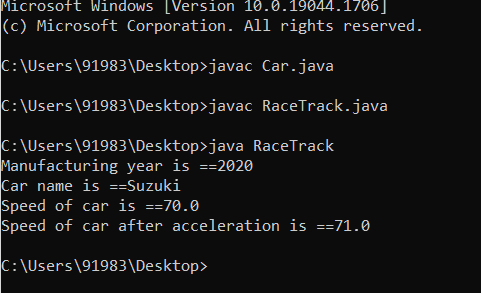 Microsoft Windows [Version 10.0.19044.1706]
(c) Microsoft Corporation. All rights reserved.
C:\Users\91983\Desktop>javac Car.java
C:\Users\91983\Desktop>javac RaceTrack.java
C:\Users\91983\Desktop>java RaceTrack
Manufacturing year is ==2020
Car name is ==Suzuki
Speed of car is ==70.0
Speed of car after acceleration is ==71.0
C:\Users\91983\Desktop>